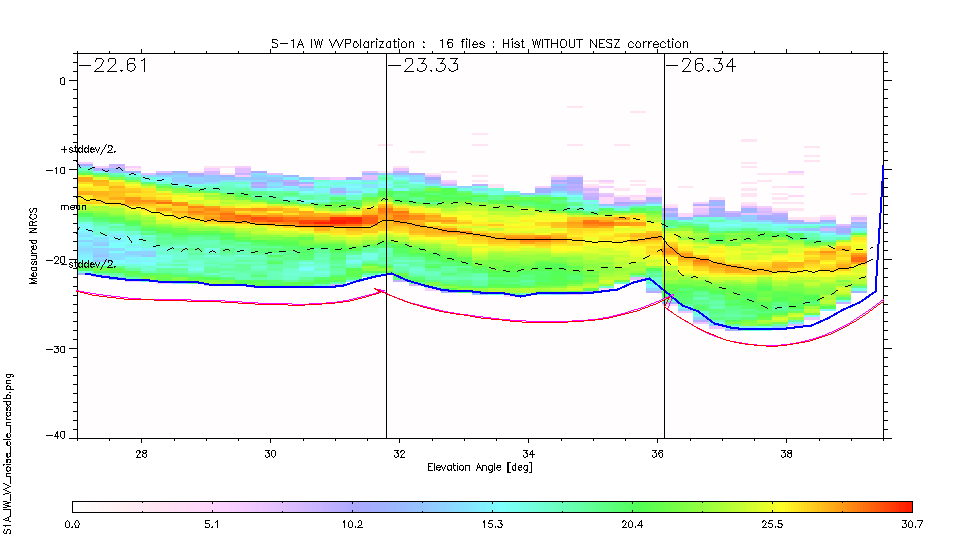 S-1A IW VVPolarization : 16 files : Hist WITHOUT NESZ correction
-22.61 -23.33 -26.34
0
+stddev/2.
-10
mean
-20
stddev/2.
-30
-40
Measured NRCS
28 30 32 34 36 38
Elevation Angle [deg]
S1A_IW_VV_noise_ele_nrcsdb.png
0.0 5.1 10.2 15.3 20.4 25.5 30.7